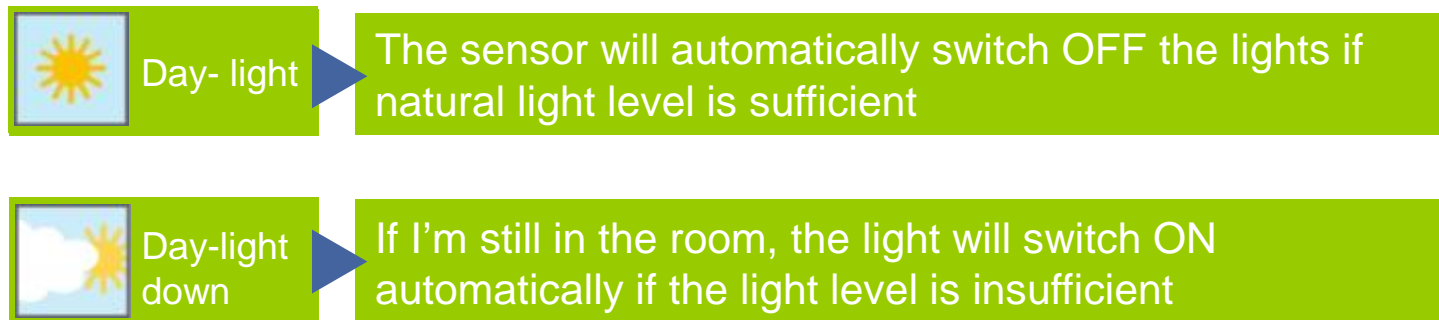 Day- light
The sensor will automatically switch OFF the lights if
natural light level is sufficient
Day-light
down
If I’m still in the room, the light will switch ON
automatically if the light level is insufficient